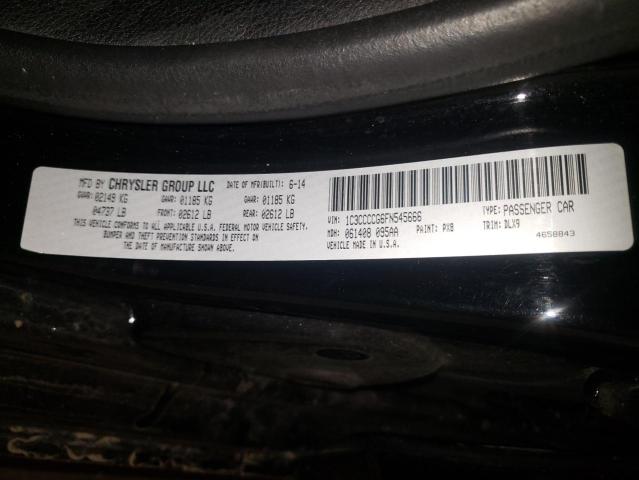 MFD BY CHRYSLER GROUP LLC DATE OF MFR(BUILT): 6-14
GVWR: 02149 KG GAWR: 01185 KG GAWR: 01185 KG
04737 LB FRONT: 02612 LB REAR: 02612 LB
THIS VEHICLE CONFORMS TO ALL APPLICABLE U.S.A. FEDERAL MOTOR VEHICLE SAFETY,
BUMPER AND THEFT PREVENTION STANDARDS IN EFFECT ON
THE DATE OF MANUFACTURE SHOWN ABOVE.
VIN: 1C3CCCCG6FN545666 TYPE: PASSENGER CAR
MDH: 061408 095AA PAINT: PX8 TRIM: DLX9
VEHICLE MADE IN U.S.A. 4658843